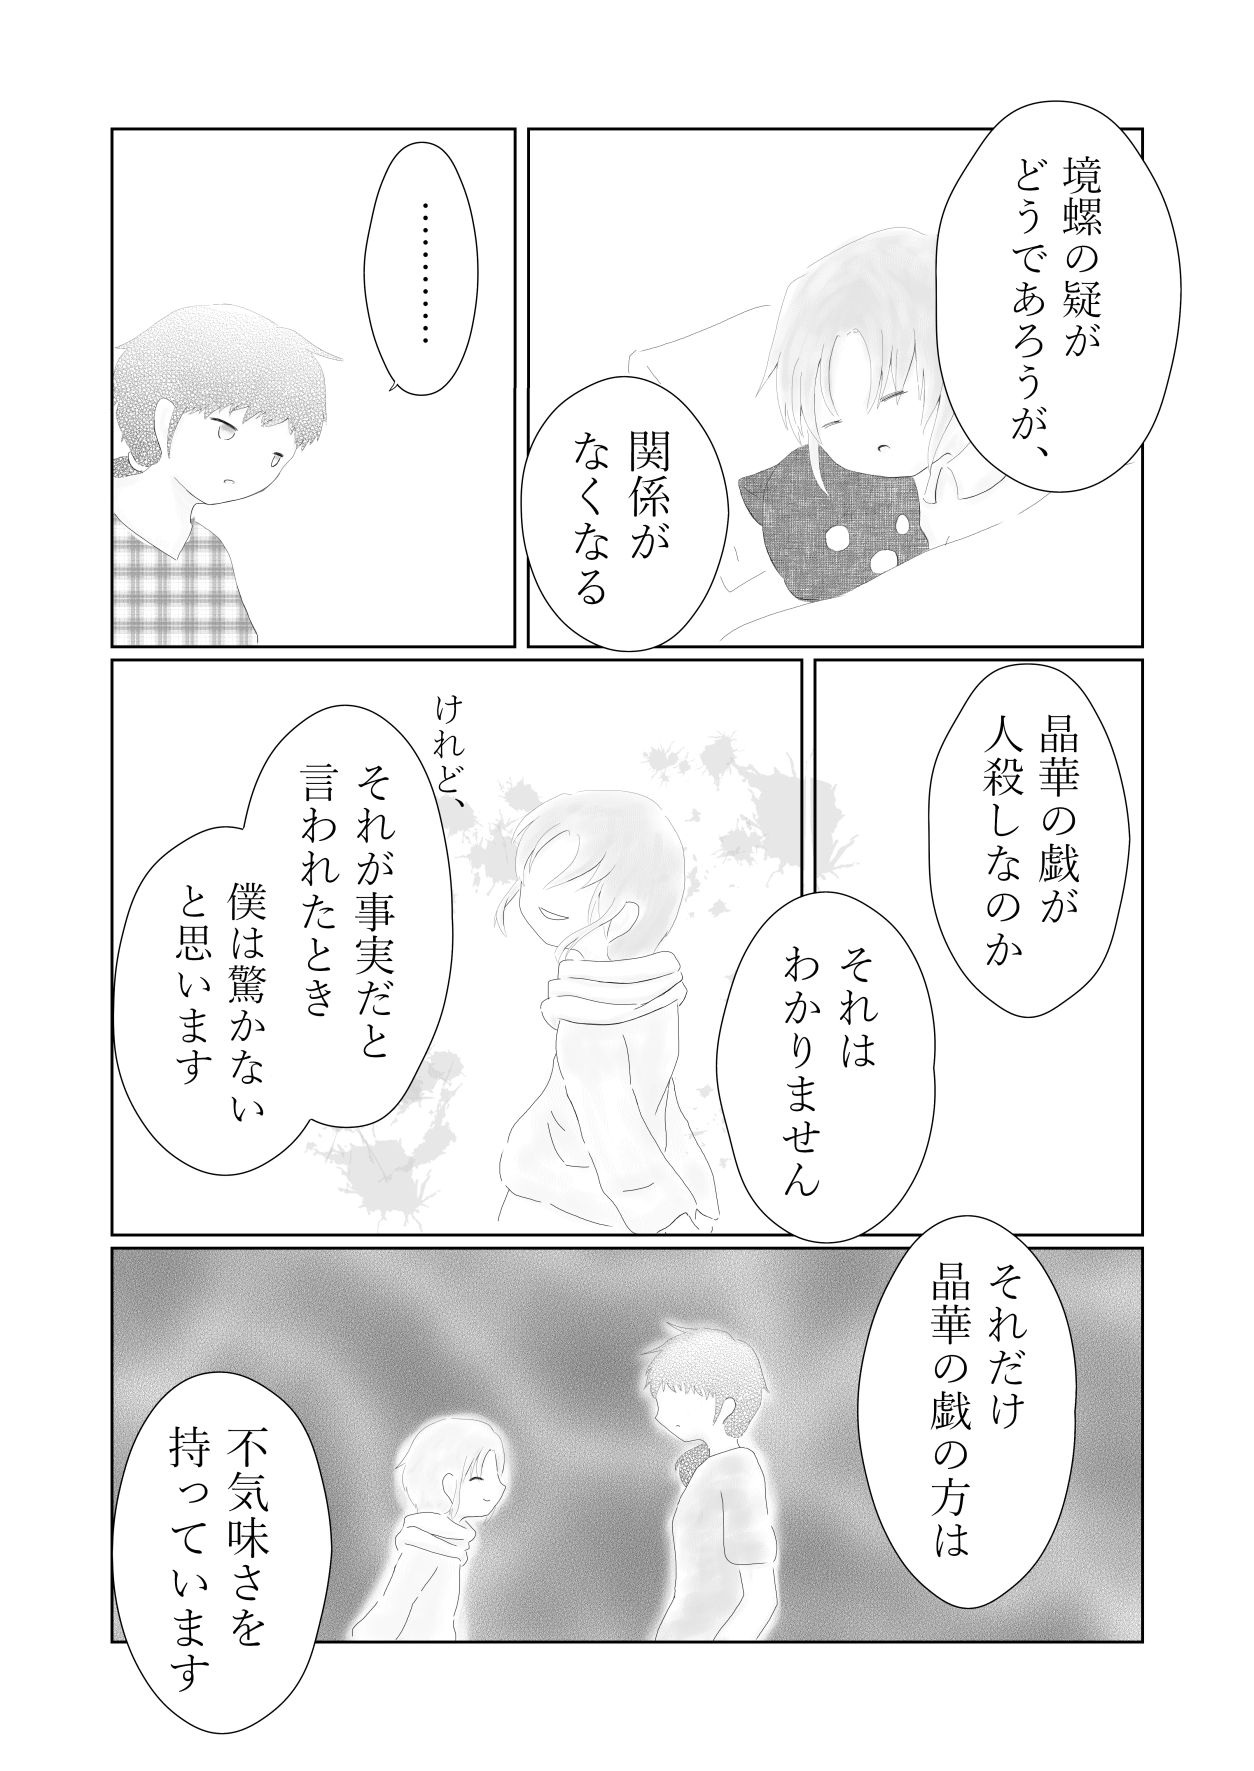 境螺の疑が
どうであろうが、
関係が
なくなる
…………
晶華の戯が
人殺しなのか
それは
わかりません
けれど、
それが事実だと
言われたとき
僕は驚かない
と思います
それだけ
晶華の戯の方は
不気味さを
持っています